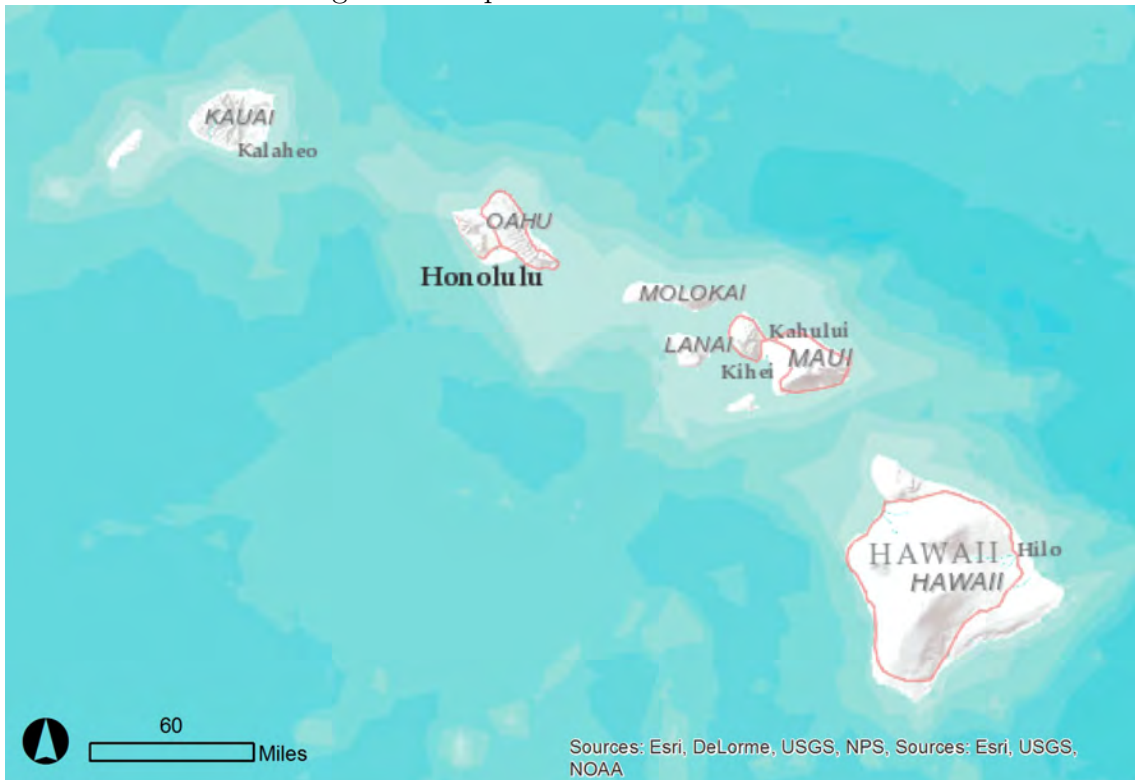 KAUAI
Kalaheo
OAHU
Honolulu
MOLOKAI
LANAI
Kahului
MAUI
Kihei
HAWAII
Hilo
HAWAII
60
Miles
Sources: Esri, DeLorme, USGS, NPS, Sources: Esri, USGS,
NOAA